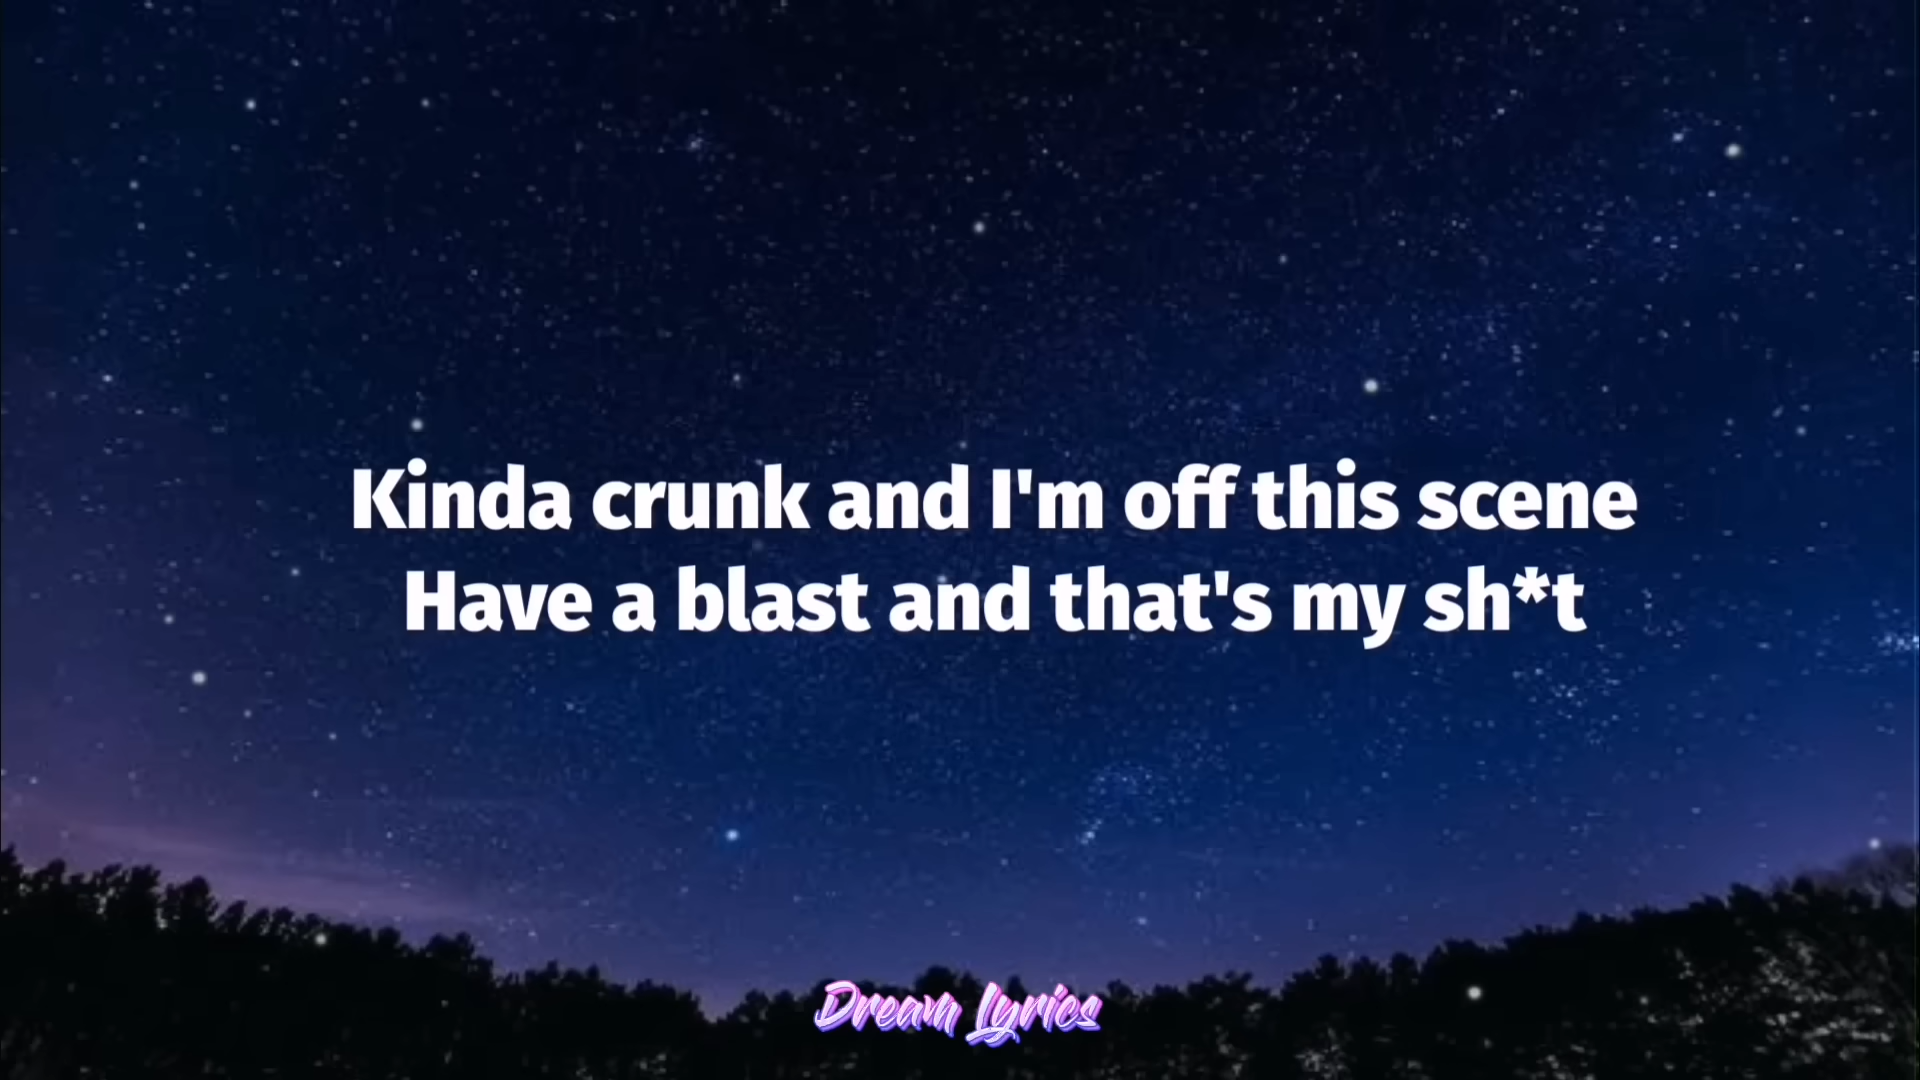 Kinda crunk and I'm off this scene
Have a blast and that's my sh*t
Dream Lyrics